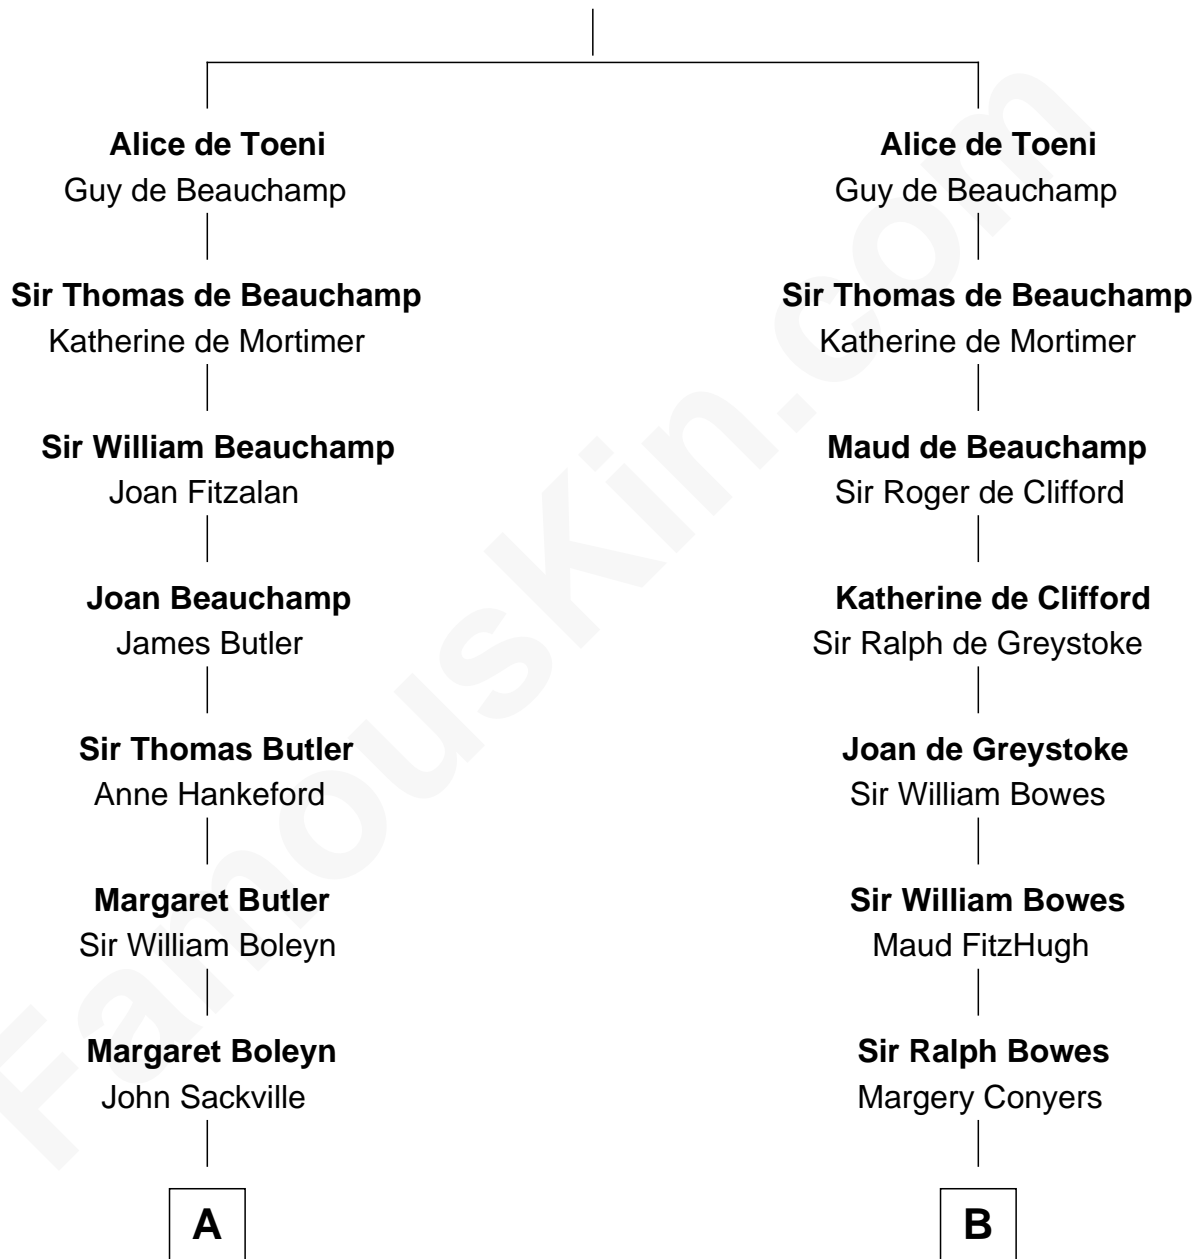 Alice de Toeni
Guy de Beauchamp
Sir Thomas de Beauchamp
Katherine de Mortimer
Sir William Beauchamp
Joan Fitzalan
Joan Beauchamp
James Butler
Sir Thomas Butler
Anne Hankeford
Margaret Butler
Sir William Boleyn
Margaret Boleyn
John Sackville
A
Alice de Toeni
Guy de Beauchamp
Sir Thomas de Beauchamp
Katherine de Mortimer
Maud de Beauchamp
Sir Roger de Clifford
Katherine de Clifford
Sir Ralph de Greystoke
Joan de Greystoke
Sir William Bowes
Sir William Bowes
Maud FitzHugh
Sir Ralph Bowes
Margery Conyers
B
FamousKin.com